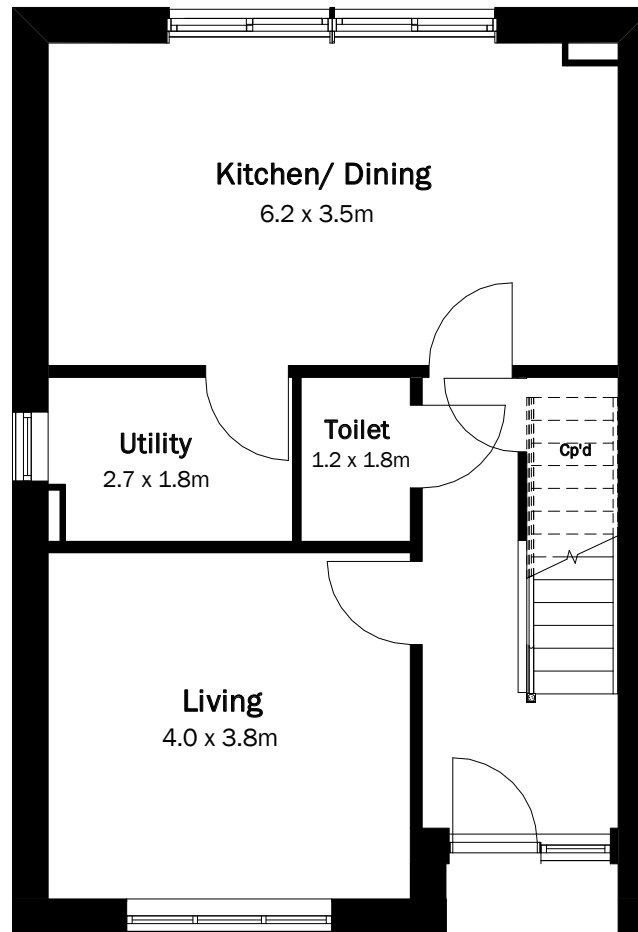 Kitchen/ Dining
6.2 x 3.5m
Utility
2.7 x 1.8m
Toilet
1.2 x 1.8m
Cp'd
Living
4.0 x 3.8m